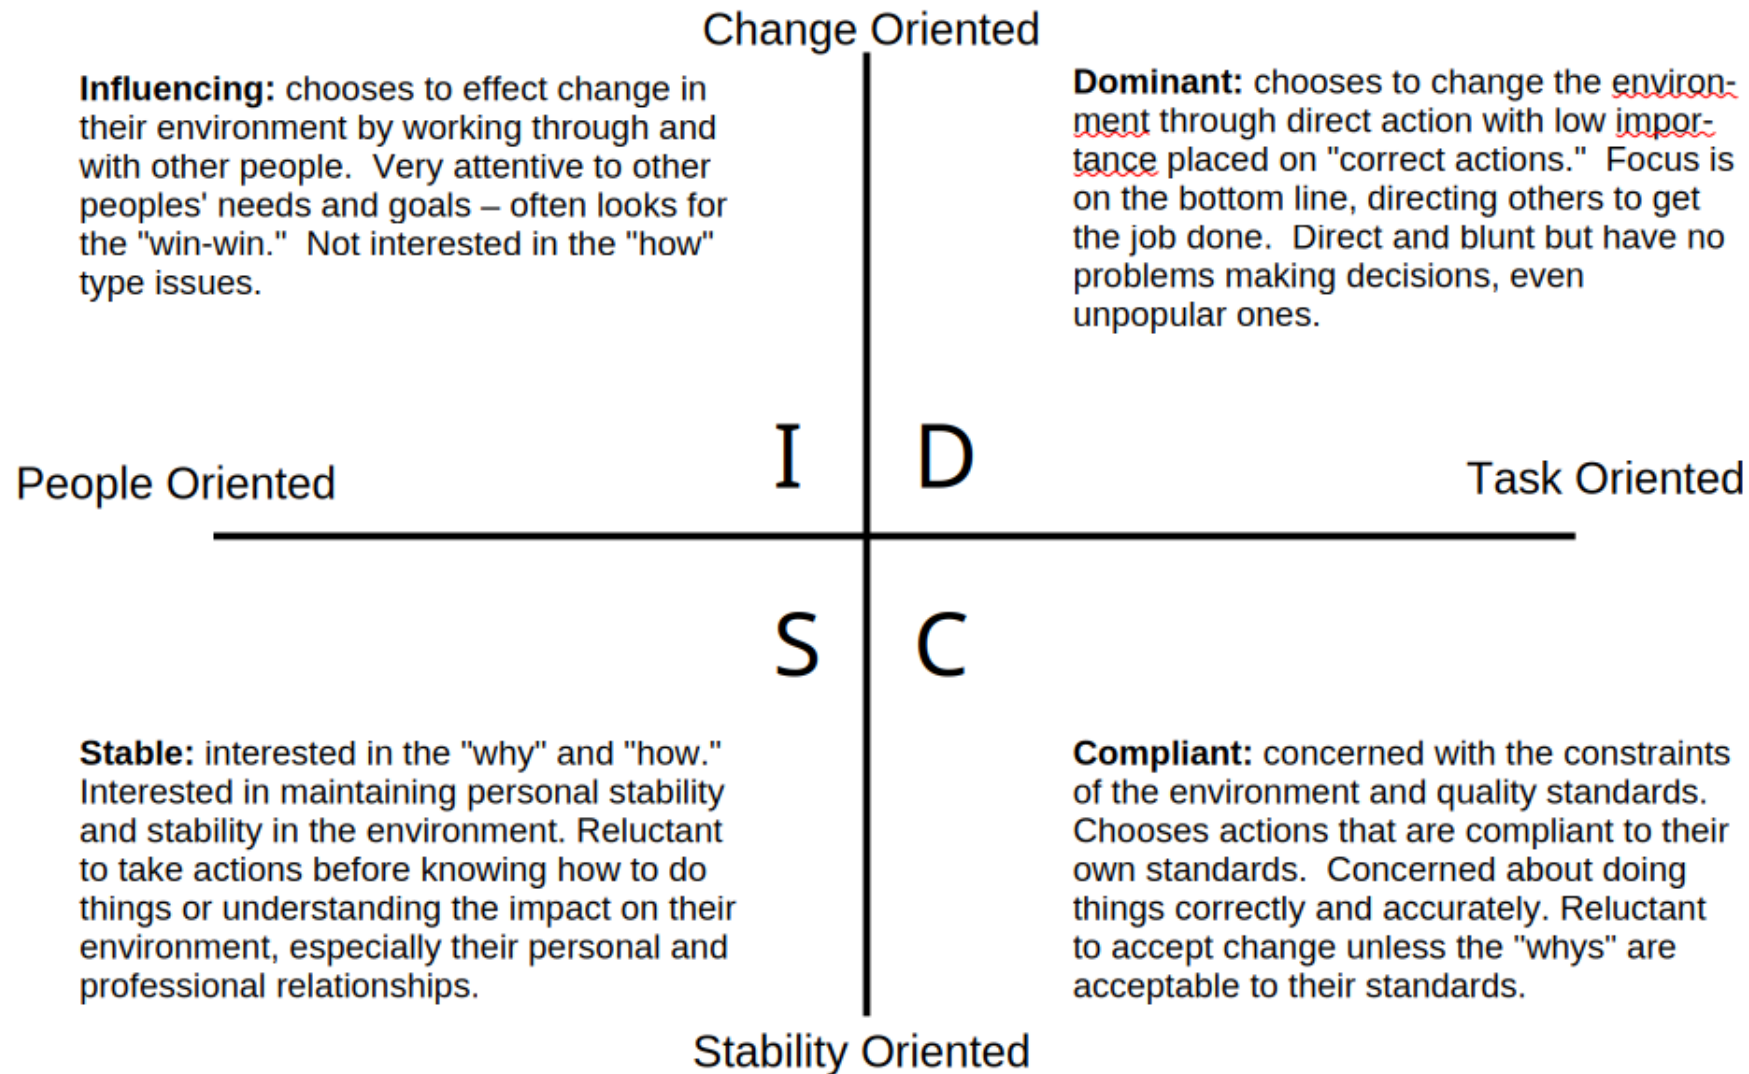 Change Oriented
Influencing: chooses to effect change in
their environment by working through and
with other people.  Very attentive to other
peoples' needs and goals – often looks for
the "win-win."  Not interested in the "how"
type issues.
Dominant: chooses to change the environ-
ment through direct action with low impor-
tance placed on "correct actions."  Focus is
on the bottom line, directing others to get
the job done.  Direct and blunt but have no
problems making decisions, even
unpopular ones.
I D
People Oriented
Task Oriented
S C
Stable: interested in the "why" and "how."
Interested in maintaining personal stability
and stability in the environment. Reluctant
to take actions before knowing how to do
things or understanding the impact on their
environment, especially their personal and
professional relationships.
Compliant: concerned with the constraints
of the environment and quality standards.
Chooses actions that are compliant to their
own standards.  Concerned about doing
things correctly and accurately. Reluctant
to accept change unless the "whys" are
acceptable to their standards.
Stability Oriented